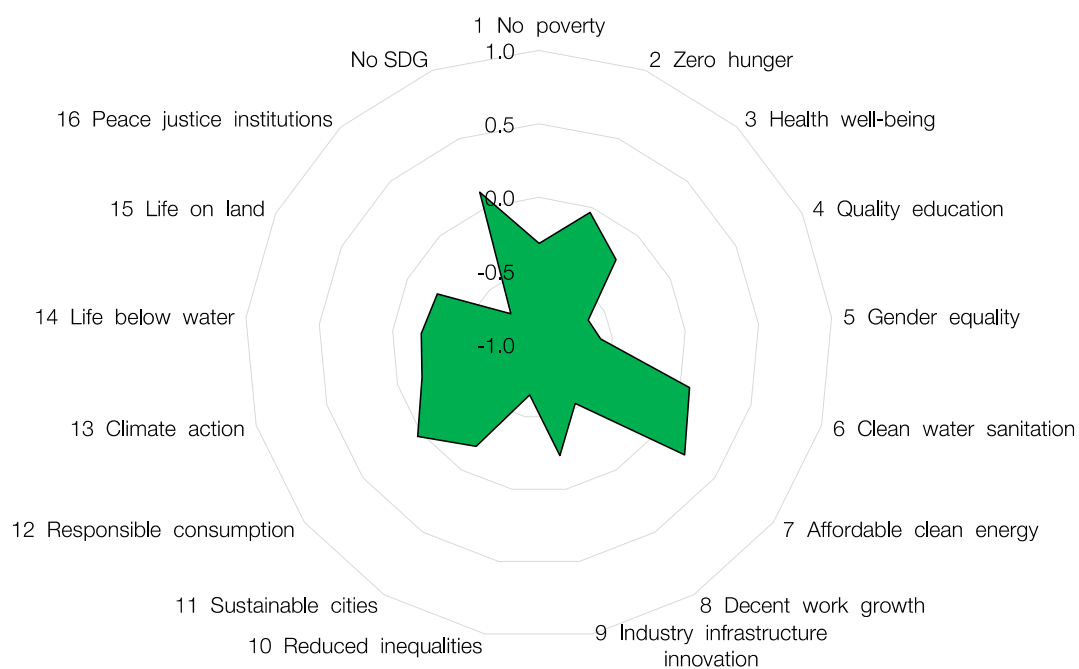 1 No poverty
1.0
No SDG
2 Zero hunger
16 Peace justice institutions
3 Health well-being
0.5
15 Life on land
0.0
4 Quality education
-0.5
14 Life below water
5 Gender equality
-1.0
13 Climate action
6 Clean water sanitation
12 Responsible consumption
7 Affordable clean energy
11 Sustainable cities
8 Decent work growth
10 Reduced inequalities
9 Industry infrastructure
innovation